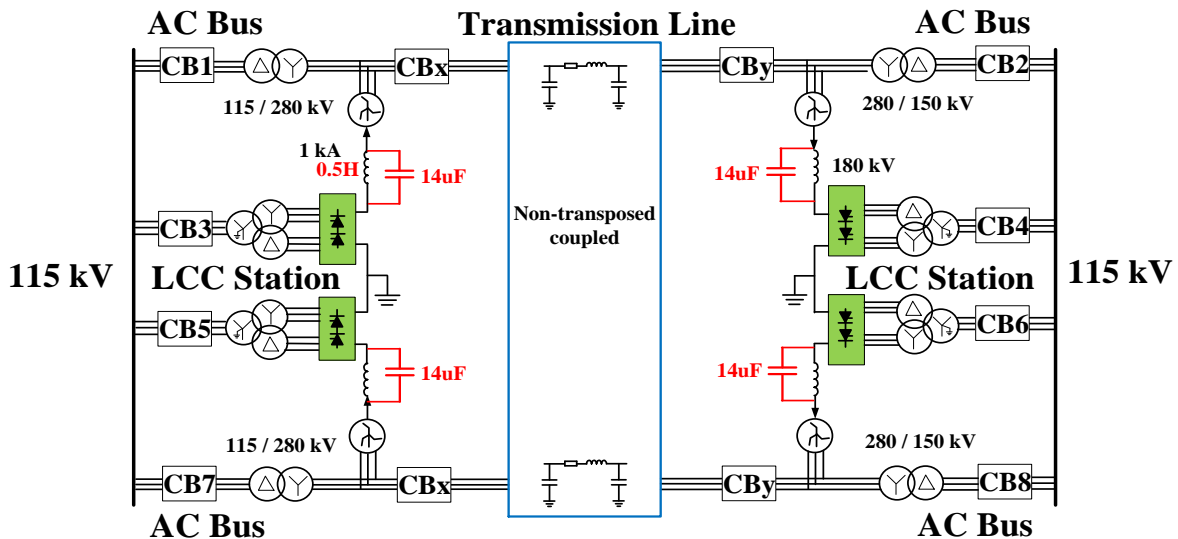 AC Bus
Transmission Line
AC Bus
CB1
CBx
CBy
CB2
115 / 280 kV
280 / 150 kV
1 kA
0.5H
14uF
14uF
180 kV
Non-transposed
coupled
CB3
CB4
115 kV
LCC Station
LCC Station
115 kV
CB5
CB6
14uF
14uF
115 / 280 kV
280 / 150 kV
CB7
CBx
CBy
CB8
AC Bus
AC Bus